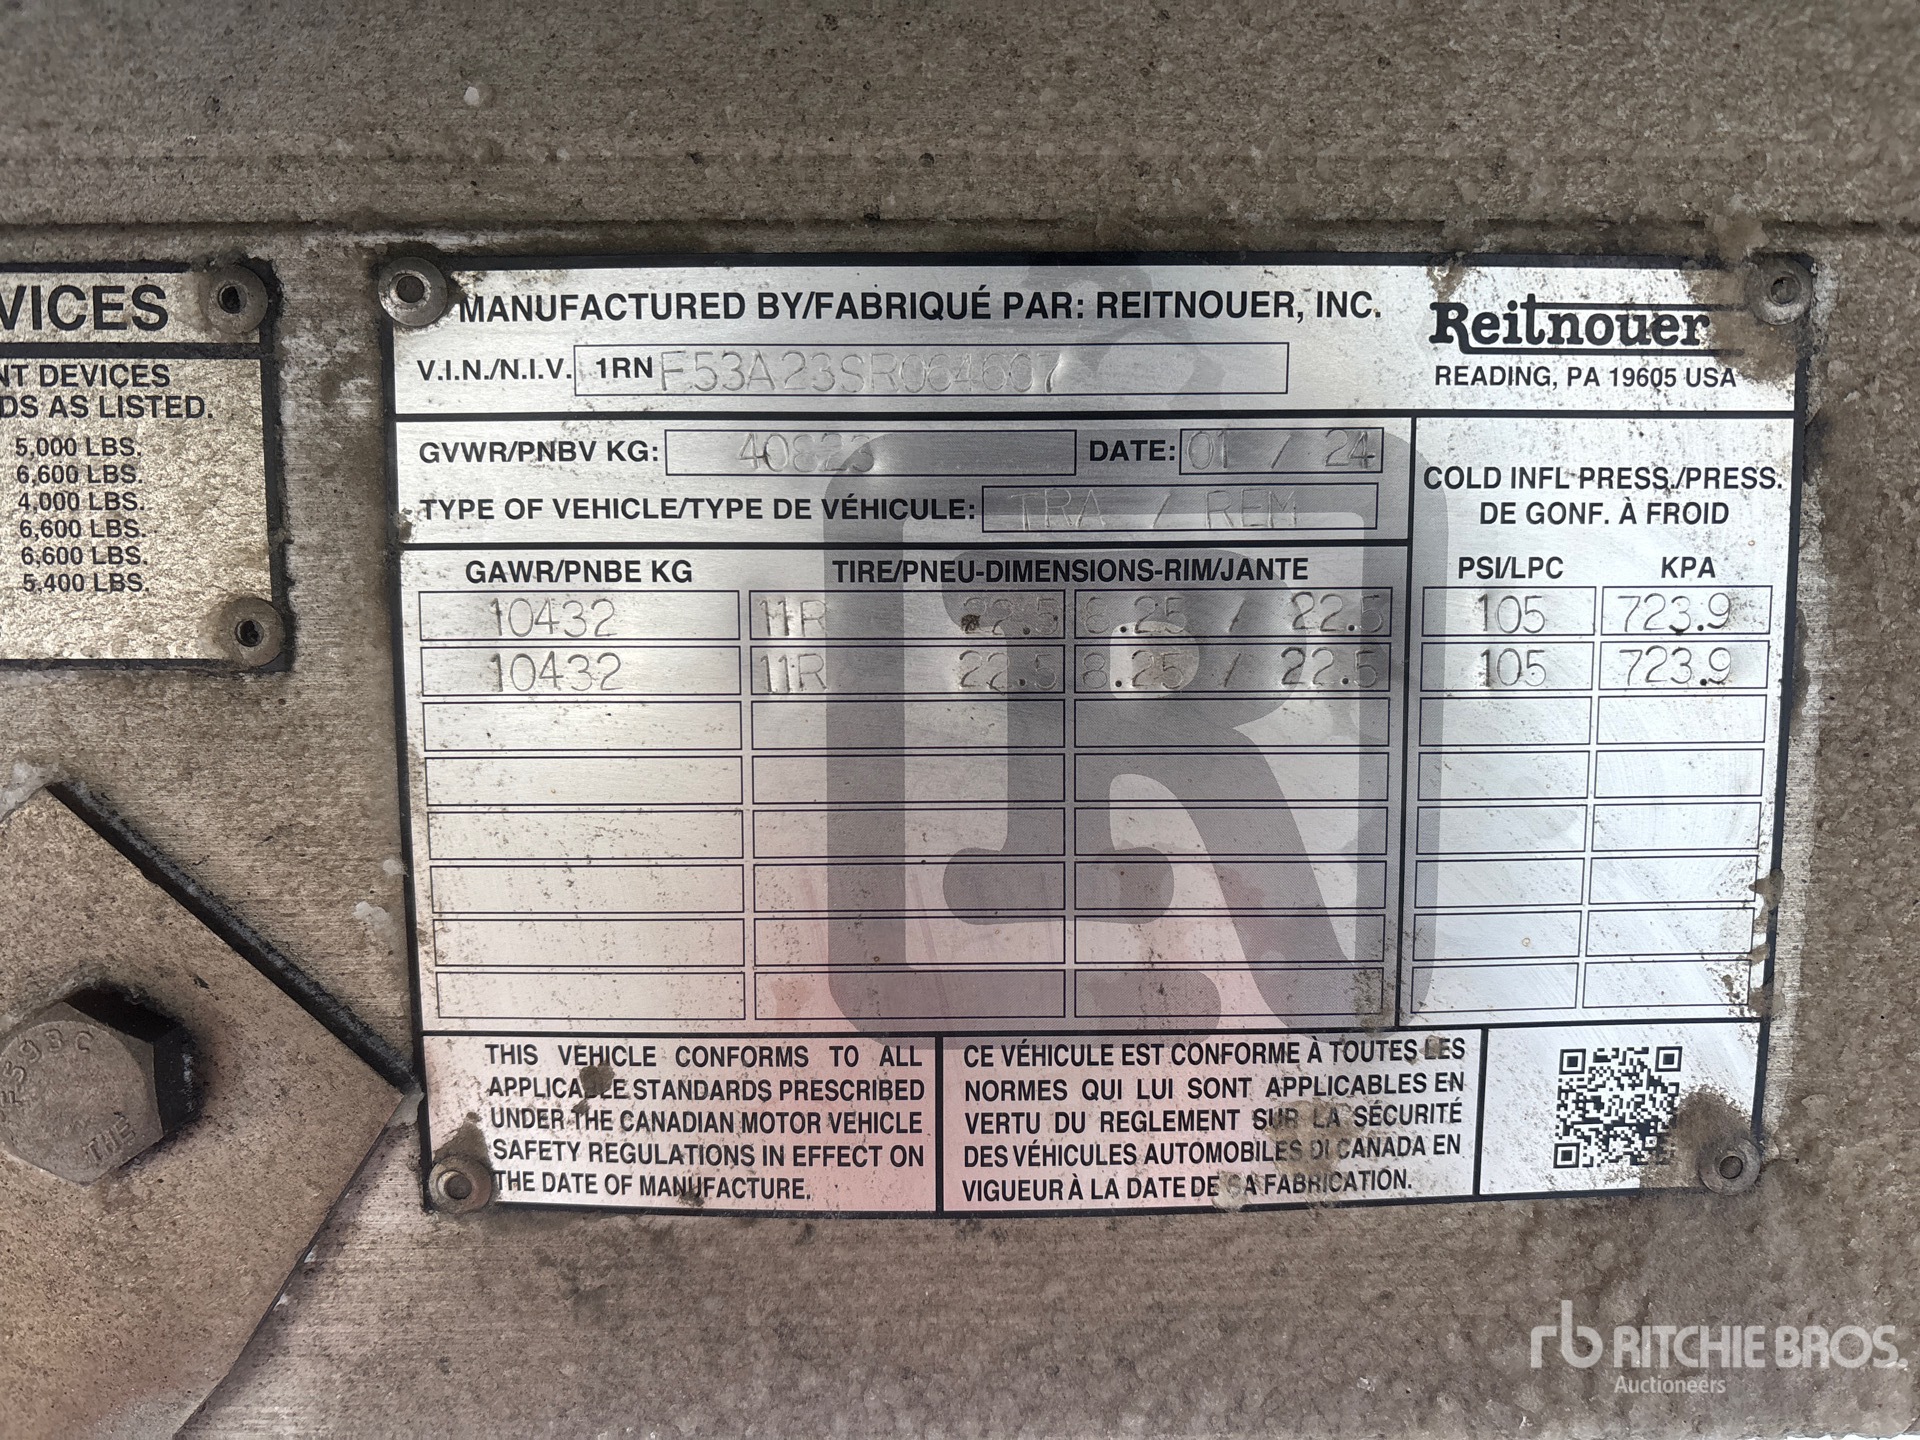 VICES
NT DEVICES
DS AS LISTED.
5,000 LBS.
6,600 LBS.
4,000 LBS.
6,600 LBS.
6,600 LBS.
5,400 LBS.
MANUFACTURED BY/FABRIQUÉ PAR: REITNOUER, INC.
Reitnouer
READING, PA 19605 USA
V.I.N./N.I.V. 1RNF53A23SR064607
GVWR/PNBV KG: 40823 DATE: 01 / 24
TYPE OF VEHICLE/TYPE DE VÉHICULE: TRA / REM
COLD INFL PRESS./PRESS.
DE GONF. À FROID
GAWR/PNBE KG TIRE/PNEU-DIMENSIONS-RIM/JANTE PSI/LPC KPA
10432 11R 22.5 8.25 / 22.5 105 723.9
10432 11R 22.5 8.25 / 22.5 105 723.9
THIS VEHICLE CONFORMS TO ALL
APPLICABLE STANDARDS PRESCRIBED
UNDER THE CANADIAN MOTOR VEHICLE
SAFETY REGULATIONS IN EFFECT ON
THE DATE OF MANUFACTURE.
CE VÉHICULE EST CONFORME À TOUTES LES
NORMES QUI LUI SONT APPLICABLES EN
VERTU DU REGLEMENT SUR LA SÉCURITÉ
DES VÉHICULES AUTOMOBILES DU CANADA EN
VIGUEUR À LA DATE DE SA FABRICATION.
THE
rb RITCHIE BROS.
Auctioneers